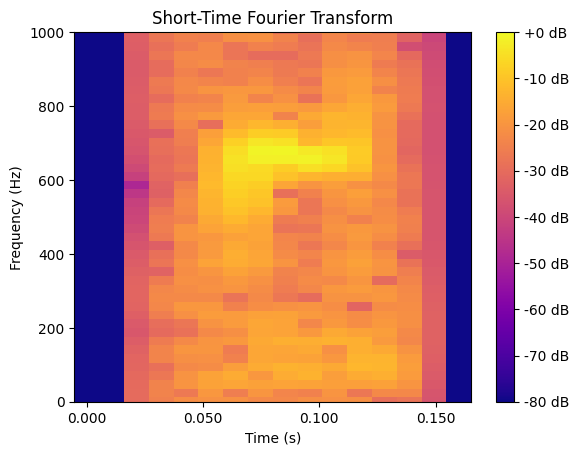 Short-Time Fourier Transform
Frequency (Hz)
1000
800
600
400
200
0
0.000
0.050
0.100
0.150
Time (s)
+0 dB
-10 dB
-20 dB
-30 dB
-40 dB
-50 dB
-60 dB
-70 dB
-80 dB